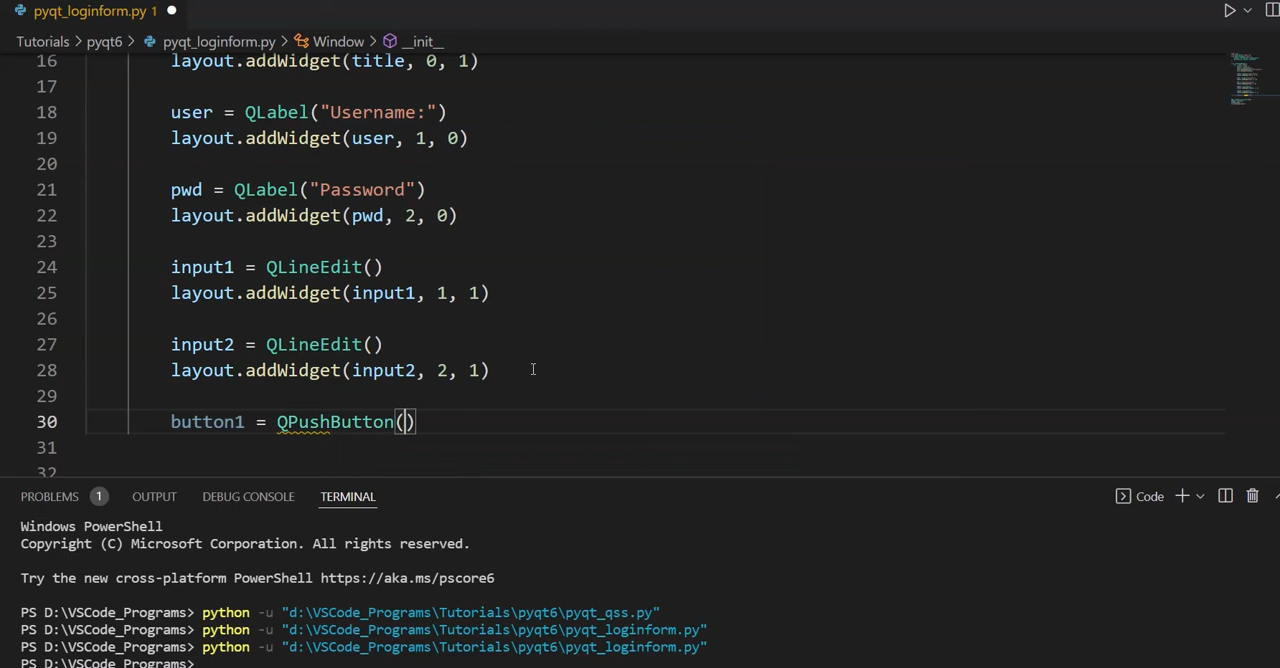 pyqt_loginform.py 1
Tutorials > pyqt6 > pyqt_loginform.py > Window > __init__
16 layout.addWidget(title, 0, 1)
17
18 user = QLabel("Username:")
19 layout.addWidget(user, 1, 0)
20
21 pwd = QLabel("Password")
22 layout.addWidget(pwd, 2, 0)
23
24 input1 = QLineEdit()
25 layout.addWidget(input1, 1, 1)
26
27 input2 = QLineEdit()
28 layout.addWidget(input2, 2, 1)
29
30 button1 = QPushButton()
31
32
PROBLEMS 1 OUTPUT DEBUG CONSOLE TERMINAL Code
Windows PowerShell
Copyright (C) Microsoft Corporation. All rights reserved.
Try the new cross-platform PowerShell https://aka.ms/pscore6
PS D:\VSCode_Programs> python -u "d:\VSCode_Programs\Tutorials\pyqt6\pyqt_qss.py"
PS D:\VSCode_Programs> python -u "d:\VSCode_Programs\Tutorials\pyqt6\pyqt_loginform.py"
PS D:\VSCode_Programs> python -u "d:\VSCode_Programs\Tutorials\pyqt6\pyqt_loginform.py"
PS D:\VSCode_Programs>